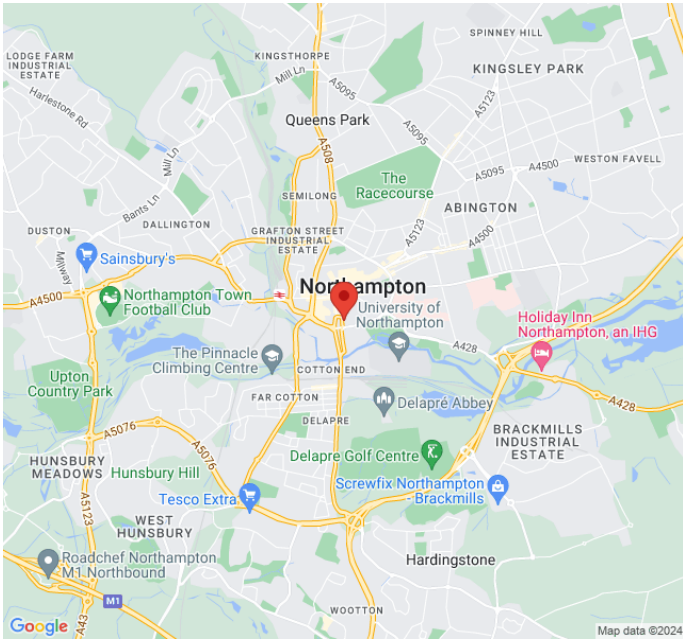 SPINNEY HILL
LODGE FARM
INDUSTRIAL
ESTATE
KINGSTHORPE
Mill Ln
A5095
KINGSLEY PARK
Harlestone Rd
A5123
Queens Park
A5095
A508
Mill Ln
WESTON FAVELL
A4500
A5095
The
Racecourse
SEMILONG
Bants Ln
ABINGTON
DUSTON
DALLINGTON
GRAFTON STREET
INDUSTRIAL
ESTATE
A5123
A4500
Millway
Sainsbury's
Northampton
A4500
Northampton Town
Football Club
University of
Northampton
Holiday Inn
Northampton, an IHG
A428
The Pinnacle
Climbing Centre
COTTON END
Upton
Country Park
FAR COTTON
Delapré Abbey
A428
DELAPRE
A5076
BRACKMILLS
INDUSTRIAL
ESTATE
A5076
HUNSBURY
MEADOWS
Hunsbury Hill
Delapre Golf Centre
Screwfix Northampton
- Brackmills
Tesco Extra
A5123
WEST
HUNSBURY
Roadchef Northampton
M1 Northbound
Hardingstone
M1
WOOTTON
A43
Google
Map data ©2024